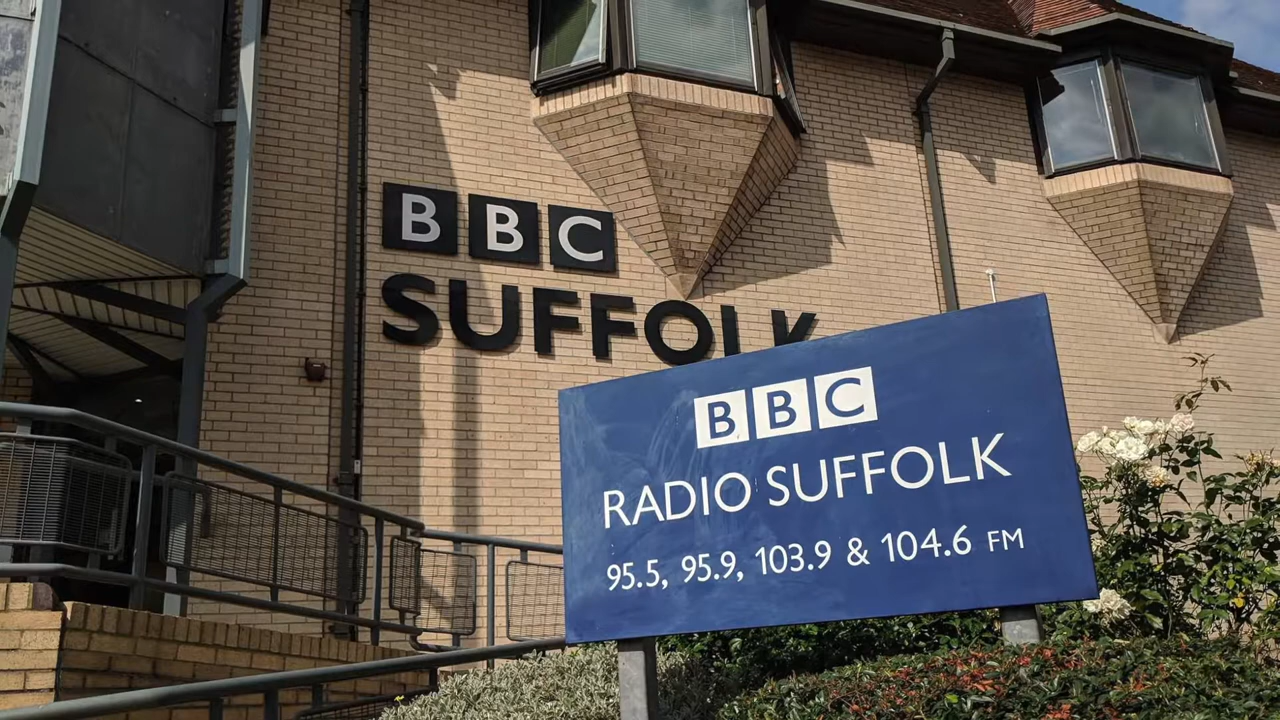 BBC
SUFFOLK
BBC
RADIO SUFFOLK
95.5, 95.9, 103.9 & 104.6 FM